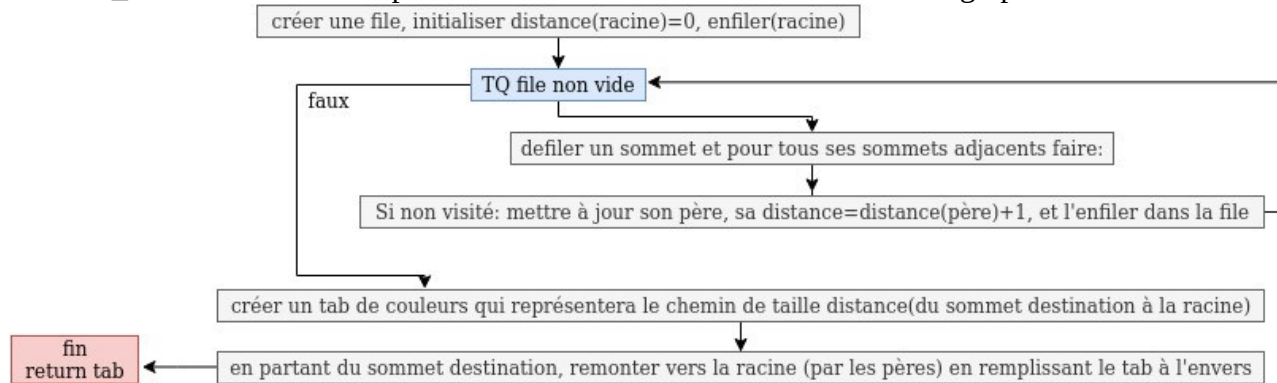 créer une file, initialiser distance(racine)=0, enfiler(racine)
TQ file non vide
faux
defiler un sommet et pour tous ses sommets adjacents faire:
Si non visité: mettre à jour son père, sa distance=distance(père)+1, et l'enfiler dans la file
créer un tab de couleurs qui représentera le chemin de taille distance(du sommet destination à la racine)
fin
return tab
en partant du sommet destination, remonter vers la racine (par les pères) en remplissant le tab à l'envers